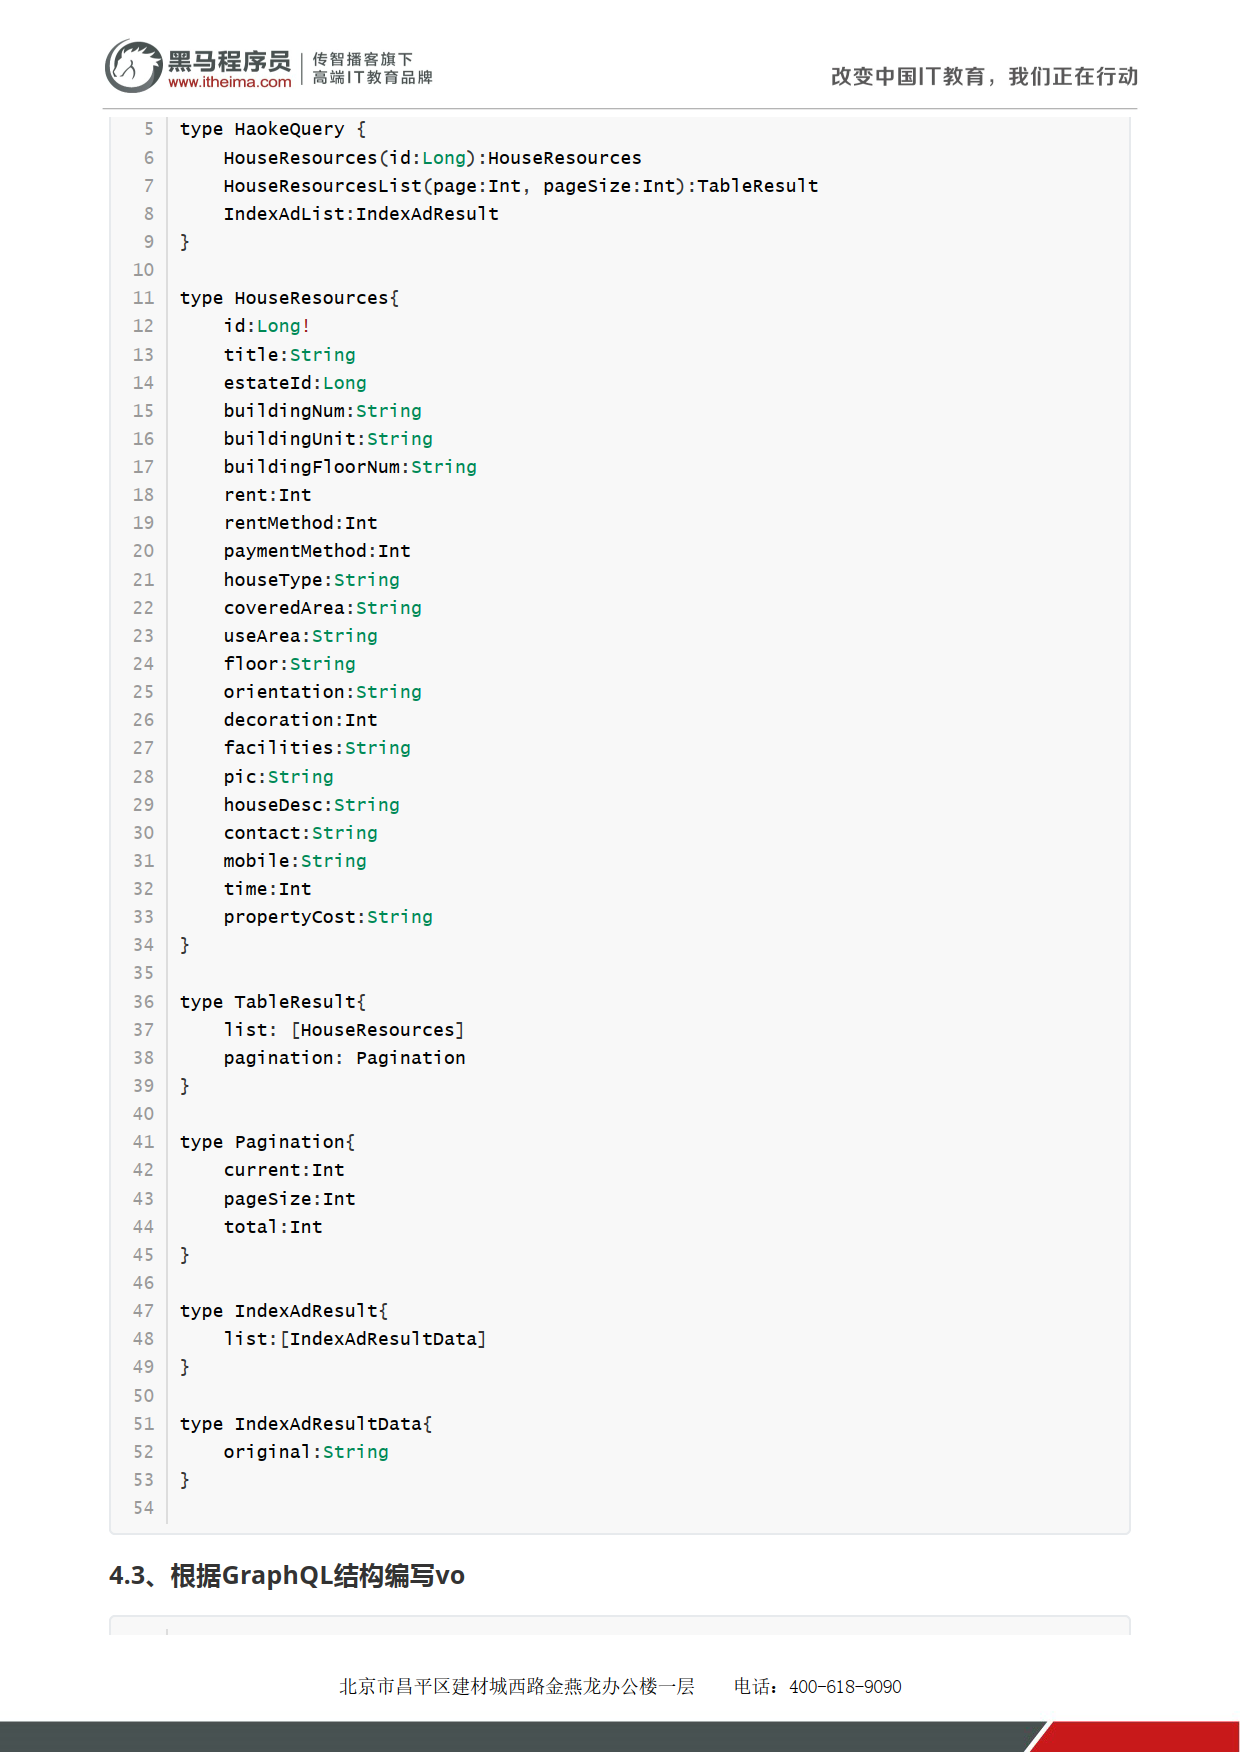 黑马程序员
www.itheima.com
传智播客旗下
高端IT教育品牌
改变中国IT教育，我们正在行动
5 type HaokeQuery {
6     HouseResources(id:Long):HouseResources
7     HouseResourcesList(page:Int, pageSize:Int):TableResult
8     IndexAdList:IndexAdResult
9 }
10
11 type HouseResources{
12     id:Long!
13     title:String
14     estateId:Long
15     buildingNum:String
16     buildingUnit:String
17     buildingFloorNum:String
18     rent:Int
19     rentMethod:Int
20     paymentMethod:Int
21     houseType:String
22     coveredArea:String
23     useArea:String
24     floor:String
25     orientation:String
26     decoration:Int
27     facilities:String
28     pic:String
29     houseDesc:String
30     contact:String
31     mobile:String
32     time:Int
33     propertyCost:String
34 }
35
36 type TableResult{
37     list: [HouseResources]
38     pagination: Pagination
39 }
40
41 type Pagination{
42     current:Int
43     pageSize:Int
44     total:Int
45 }
46
47 type IndexAdResult{
48     list:[IndexAdResultData]
49 }
50
51 type IndexAdResultData{
52     original:String
53 }
54
4.3、根据GraphQL结构编写vo
北京市昌平区建材城西路金燕龙办公楼一层 电话：400-618-9090